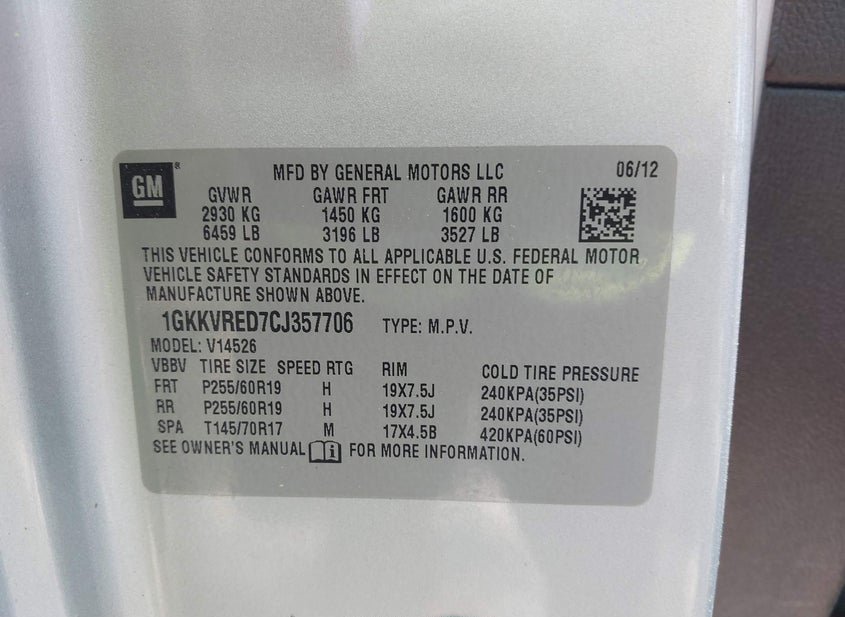 GM ® MFD BY GENERAL MOTORS LLC 06/12
GVWR GAWR FRT GAWR RR
2930 KG 1450 KG 1600 KG
6459 LB 3196 LB 3527 LB
THIS VEHICLE CONFORMS TO ALL APPLICABLE U.S. FEDERAL MOTOR
VEHICLE SAFETY STANDARDS IN EFFECT ON THE DATE OF
MANUFACTURE SHOWN ABOVE.
1GKKVRED7CJ357706 TYPE: M.P.V.
MODEL: V14526
VBBV TIRE SIZE SPEED RTG RIM COLD TIRE PRESSURE
FRT P255/60R19 H 19X7.5J 240KPA(35PSI)
RR P255/60R19 H 19X7.5J 240KPA(35PSI)
SPA T145/70R17 M 17X4.5B 420KPA(60PSI)
SEE OWNER'S MANUAL i FOR MORE INFORMATION.